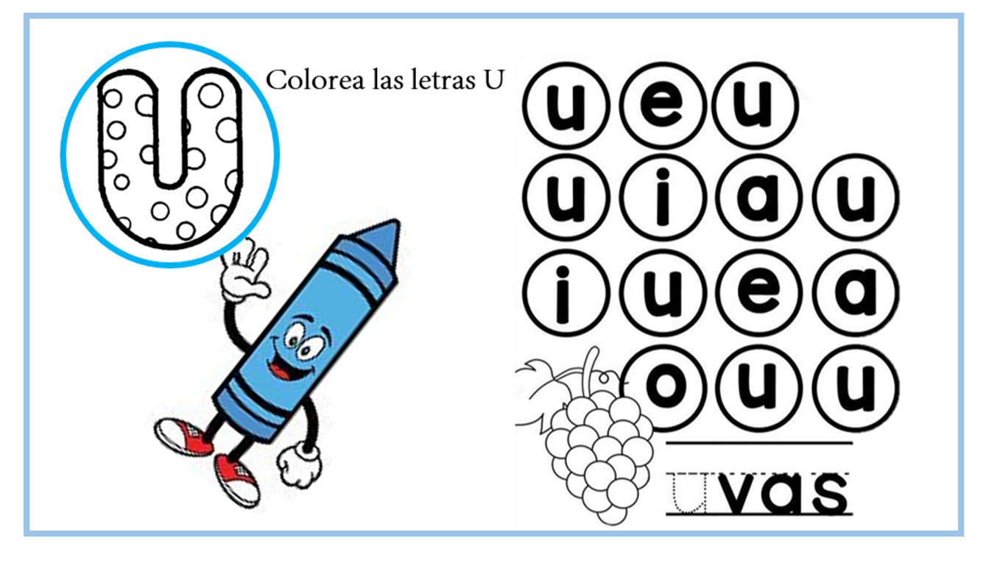 U
Colorea las letras U
u e u
u i a u
i u e a
o u u
uvas